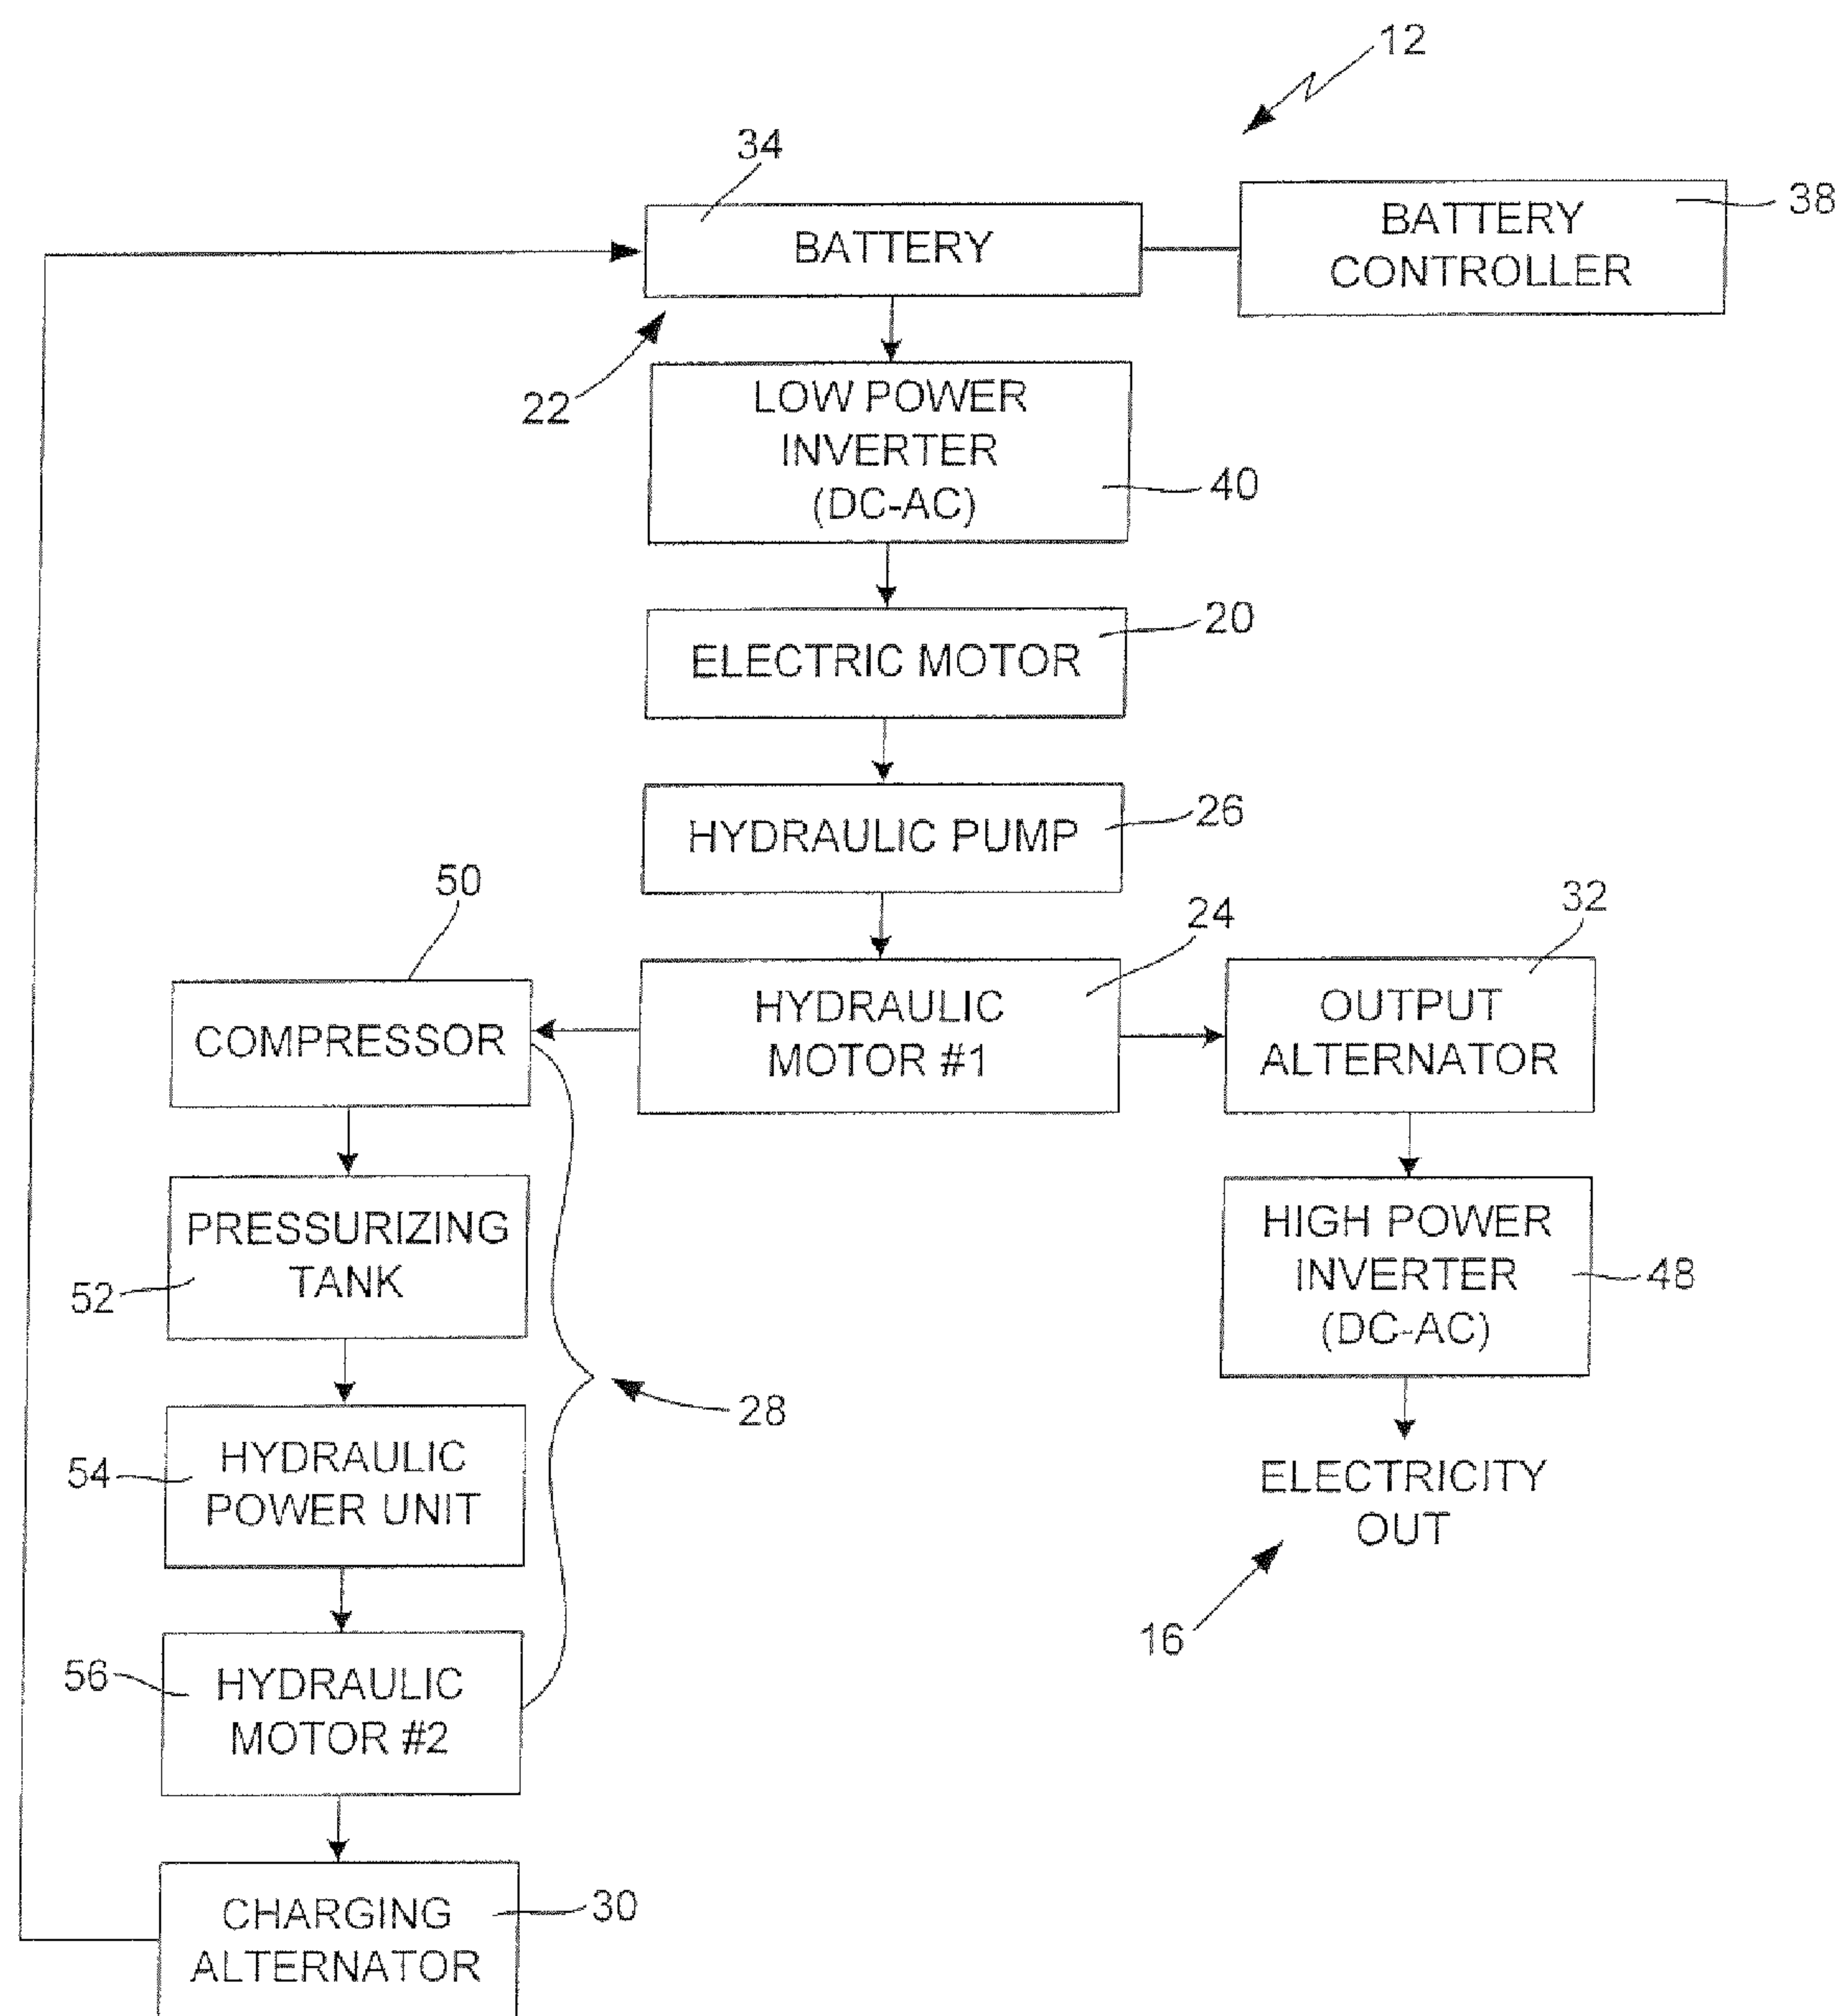 12
34
BATTERY
BATTERY
CONTROLLER
38
22
LOW POWER
INVERTER
(DC-AC)
40
ELECTRIC MOTOR
20
HYDRAULIC PUMP
26
50
24
32
COMPRESSOR
HYDRAULIC
MOTOR #1
OUTPUT
ALTERNATOR
PRESSURIZING
TANK
52
HIGH POWER
INVERTER
(DC-AC)
48
28
54
HYDRAULIC
POWER UNIT
ELECTRICITY
OUT
16
56
HYDRAULIC
MOTOR #2
CHARGING
ALTERNATOR
30